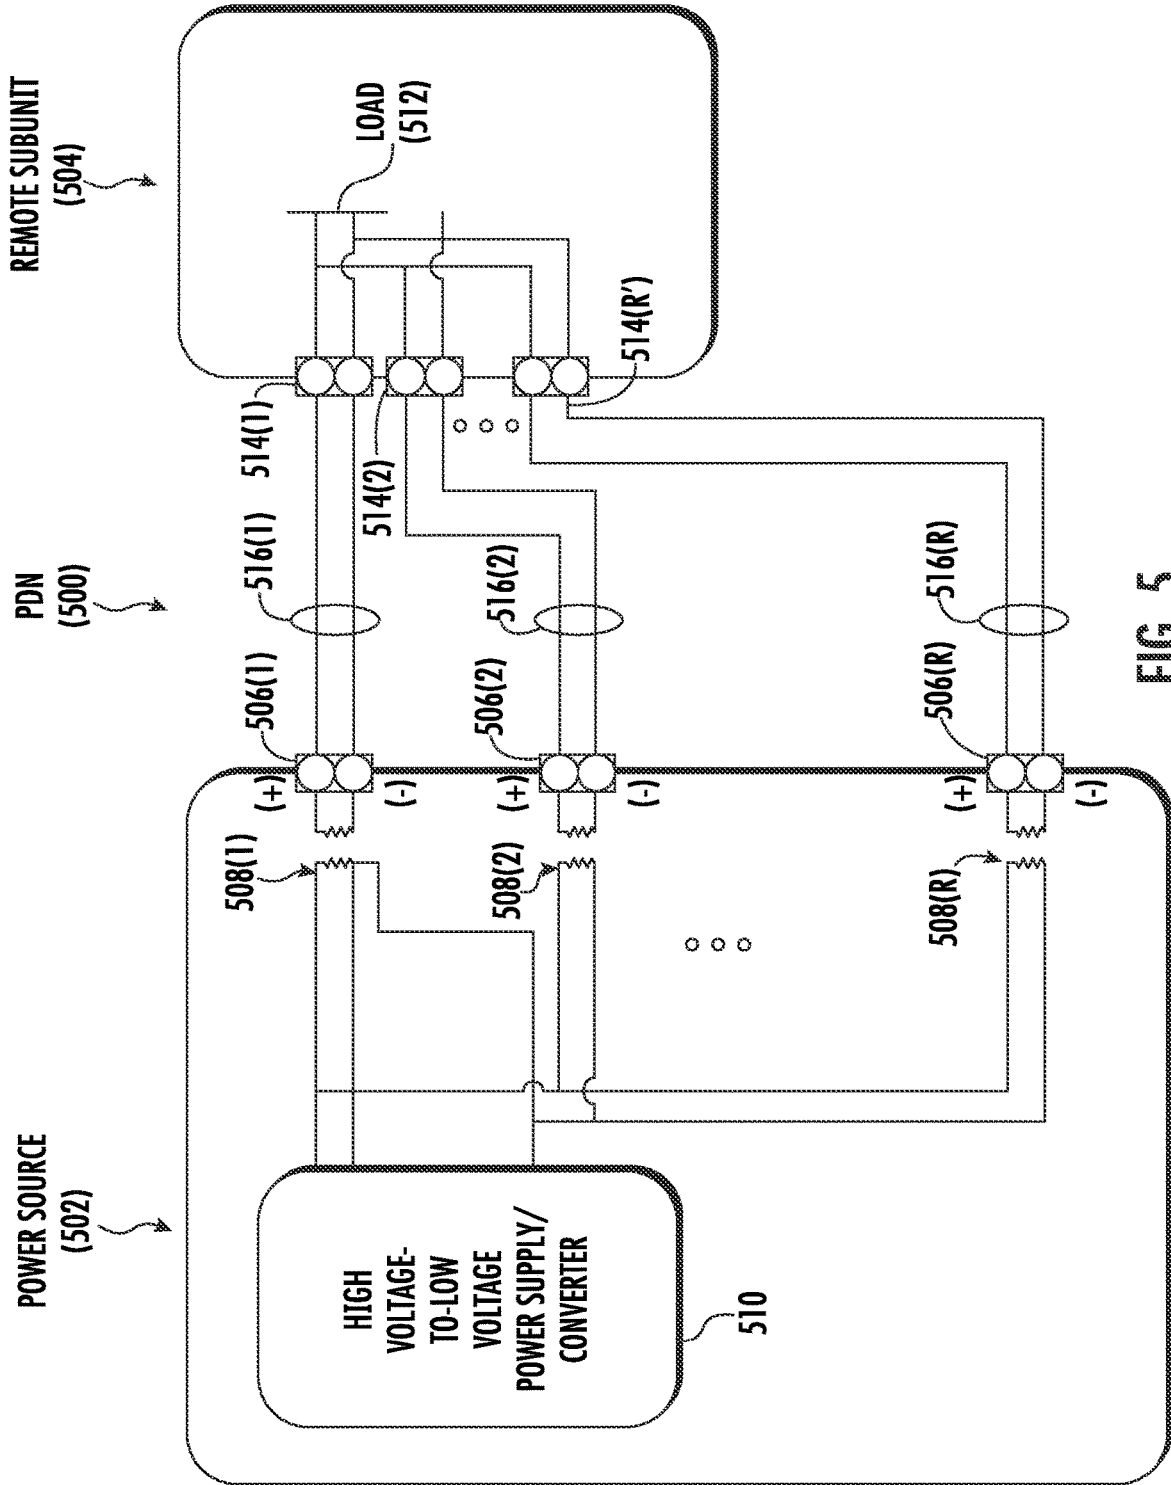 POWER SOURCE
(502)
PDN
(500)
REMOTE SUBUNIT
(504)
HIGH
VOLTAGE-
TO-LOW
VOLTAGE
POWER SUPPLY/
CONVERTER
510
508(1)
(+)
(-)
506(1)
516(1)
514(1)
LOAD
(512)
508(2)
(+)
(-)
506(2)
516(2)
514(2)
508(R)
(+)
(-)
506(R)
516(R)
514(R')
FIG. 5